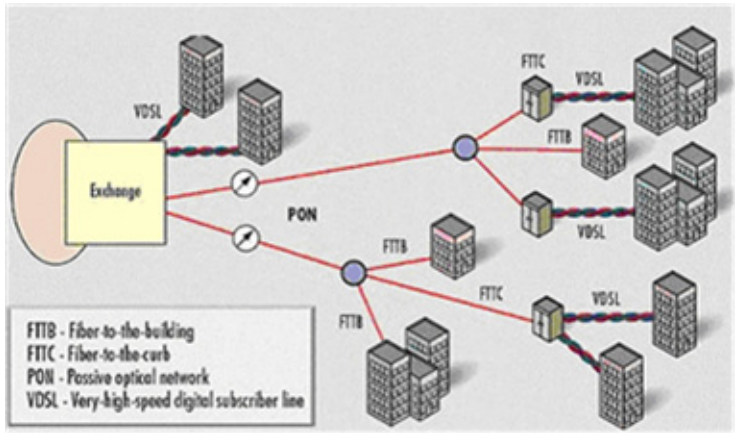 FTTC
VDSL
VDSL
FTTB
Exchange
PON
VDSL
FTTB
FTTC
VDSL
FTTB
FTTB - Fiber-to-the-building
FTTC - Fiber-to-the-curb
PON - Passive optical network
VDSL - Very-high-speed digital subscriber line